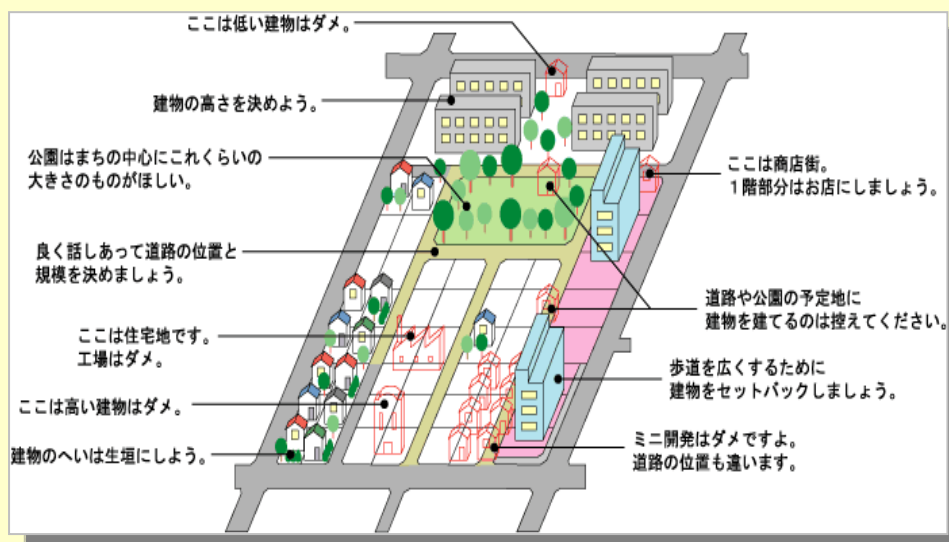 ここは低い建物はダメ。
建物の高さを決めよう。
公園はまちの中心にこれくらいの
大きさのものがほしい。
良く話しあって道路の位置と
規模を決めましょう。
ここは住宅地です。
工場はダメ。
ここは高い建物はダメ。
建物のへいは生垣にしよう。
ここは商店街。
１階部分はお店にしましょう。
道路や公園の予定地に
建物を建てるのは控えてください。
歩道を広くするために
建物をセットバックしましょう。
ミニ開発はダメですよ。
道路の位置も違います。